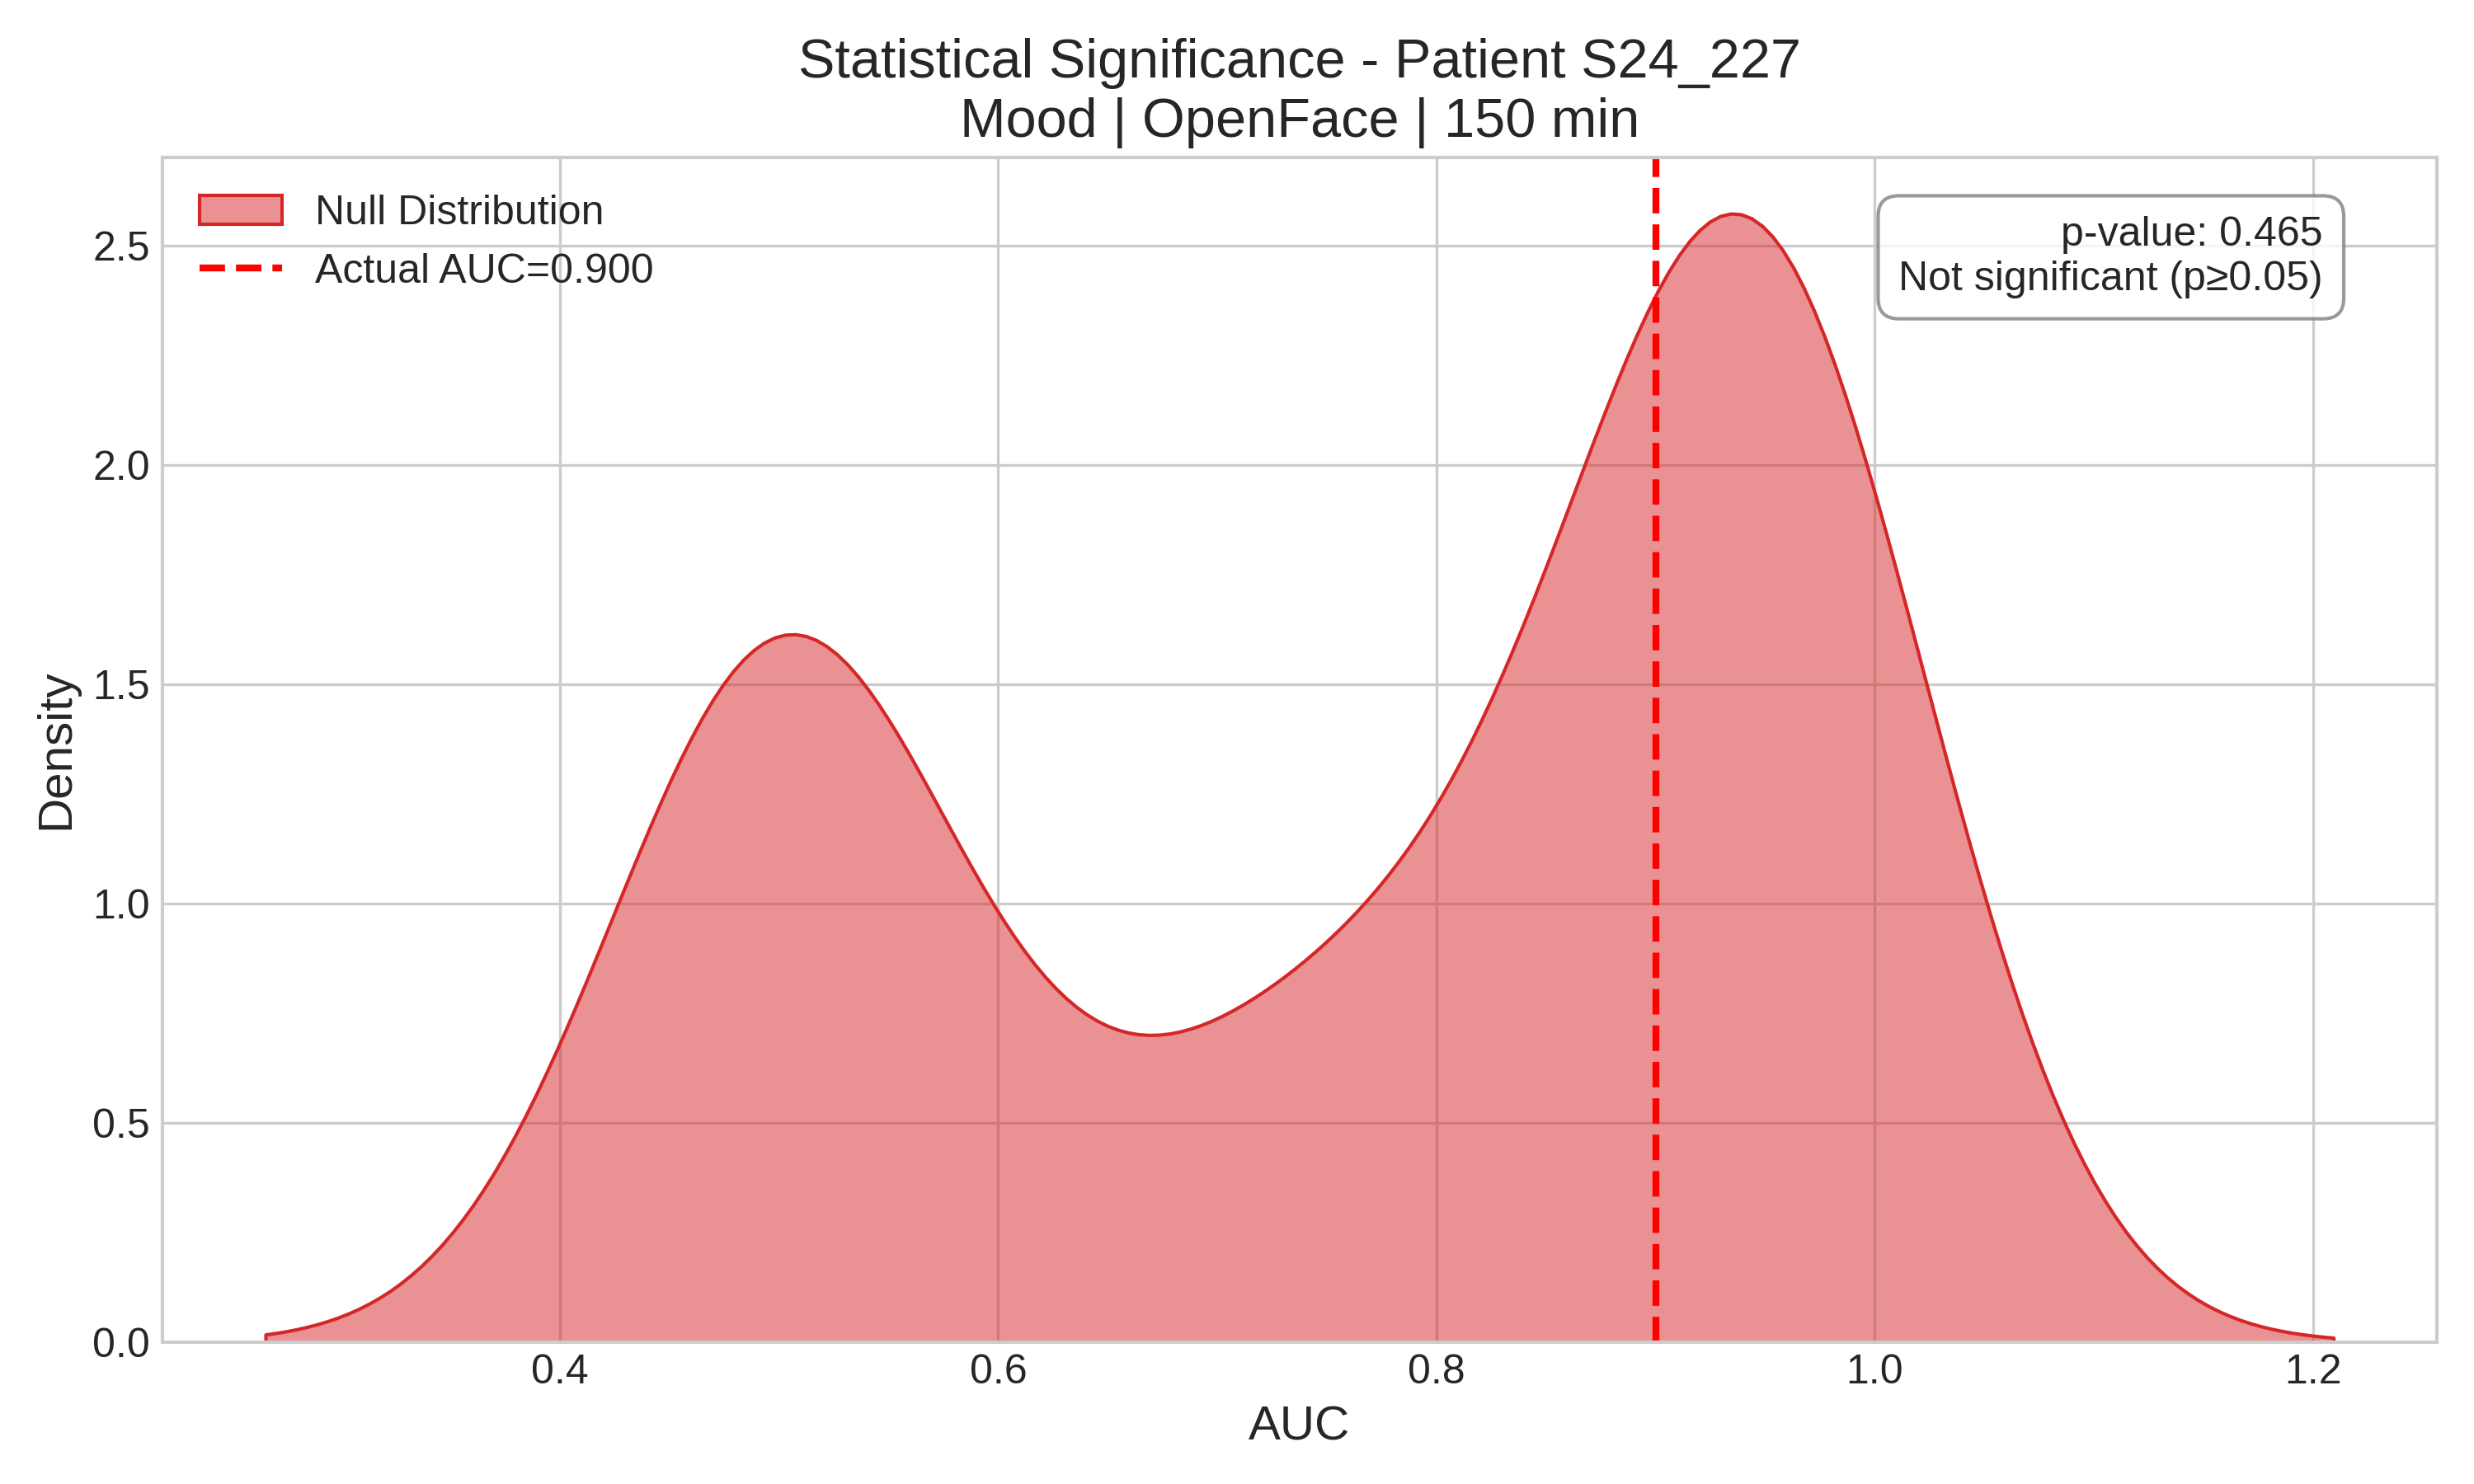 Statistical Significance - Patient S24_227
Mood | OpenFace | 150 min
Null Distribution
Actual AUC=0.900
p-value: 0.465
Not significant (p≥0.05)
Density
2.5
2.0
1.5
1.0
0.5
0.0
0.4 0.6 0.8 1.0 1.2
AUC